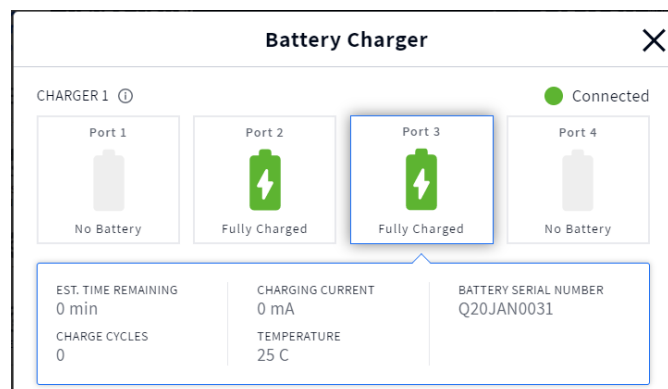 Battery Charger
CHARGER 1
Connected
Port 1
No Battery
Port 2
Fully Charged
Port 3
Fully Charged
Port 4
No Battery
EST. TIME REMAINING
0 min
CHARGE CYCLES
0
CHARGING CURRENT
0 mA
TEMPERATURE
25 C
BATTERY SERIAL NUMBER
Q20JAN0031